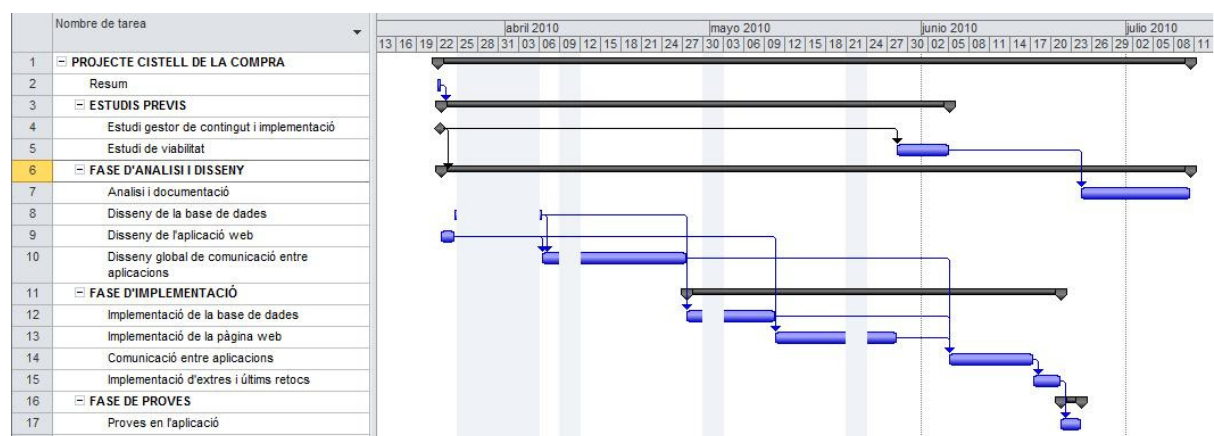 Nombre de tarea
abril 2010 mayo 2010 junio 2010 julio 2010
13 16 19 22 25 28 31 03 06 09 12 15 18 21 24 27 30 03 06 09 12 15 18 21 24 27 30 02 05 08 11 14 17 20 23 26 29 02 05 08 11
1 PROJECTE CISTELL DE LA COMPRA
2 Resum
3 ESTUDIS PREVIS
4 Estudi gestor de contingut i implementació
5 Estudi de viabilitat
6 FASE D'ANALISI I DISSENY
7 Analisi i documentació
8 Disseny de la base de dades
9 Disseny de l'aplicació web
10 Disseny global de comunicació entre
aplicacions
11 FASE D'IMPLEMENTACIÓ
12 Implementació de la base de dades
13 Implementació de la pàgina web
14 Comunicació entre aplicacions
15 Implementació d'extres i últims retocs
16 FASE DE PROVES
17 Proves en l'aplicació